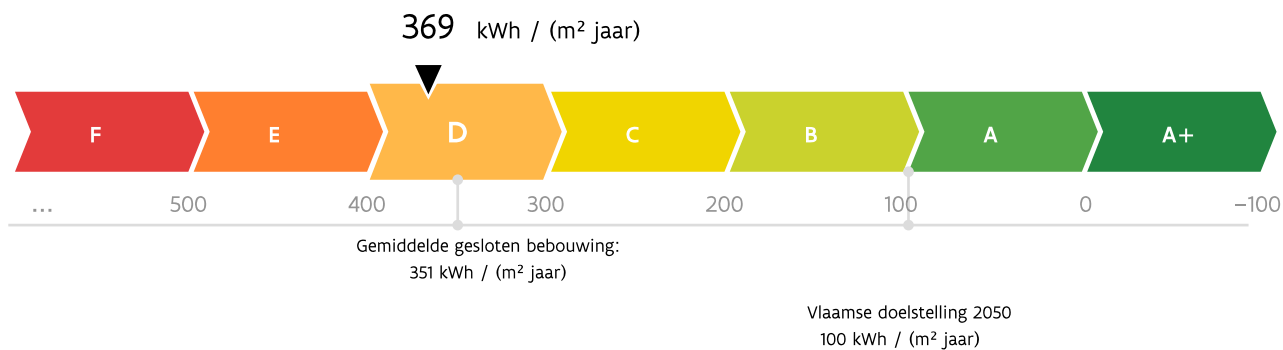 369 kWh / (m² jaar)
F E D C B A A+
... 500 400 300 200 100 0 –100
Gemiddelde gesloten bebouwing:
351 kWh / (m² jaar)
Vlaamse doelstelling 2050
100 kWh / (m² jaar)